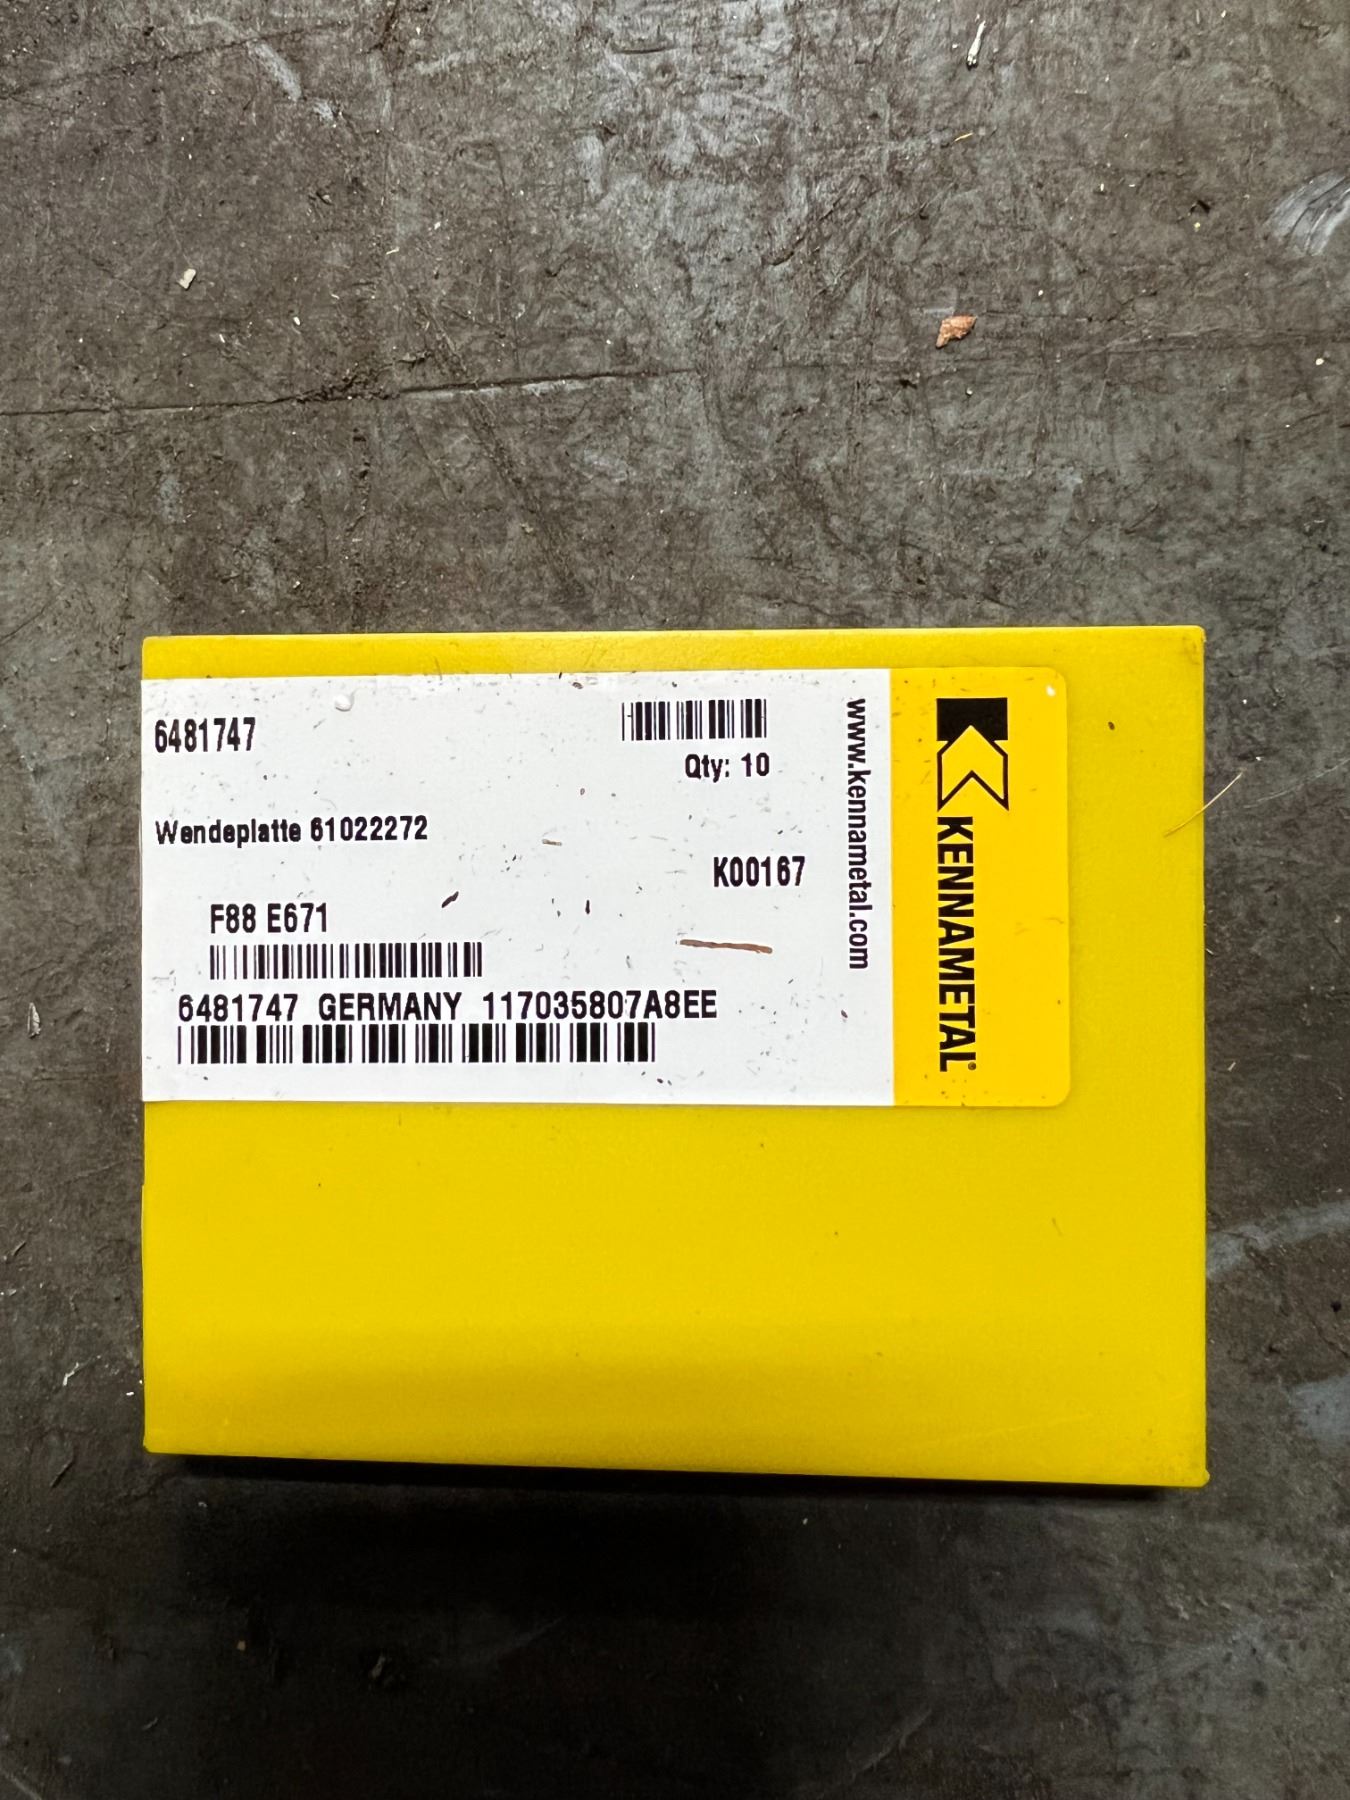 6481747
Qty: 10
Wendeplatte 61022272
K00167
F88 E671
6481747 GERMANY 117035807A8EE
www.kennametal.com
KENNAMETAL®